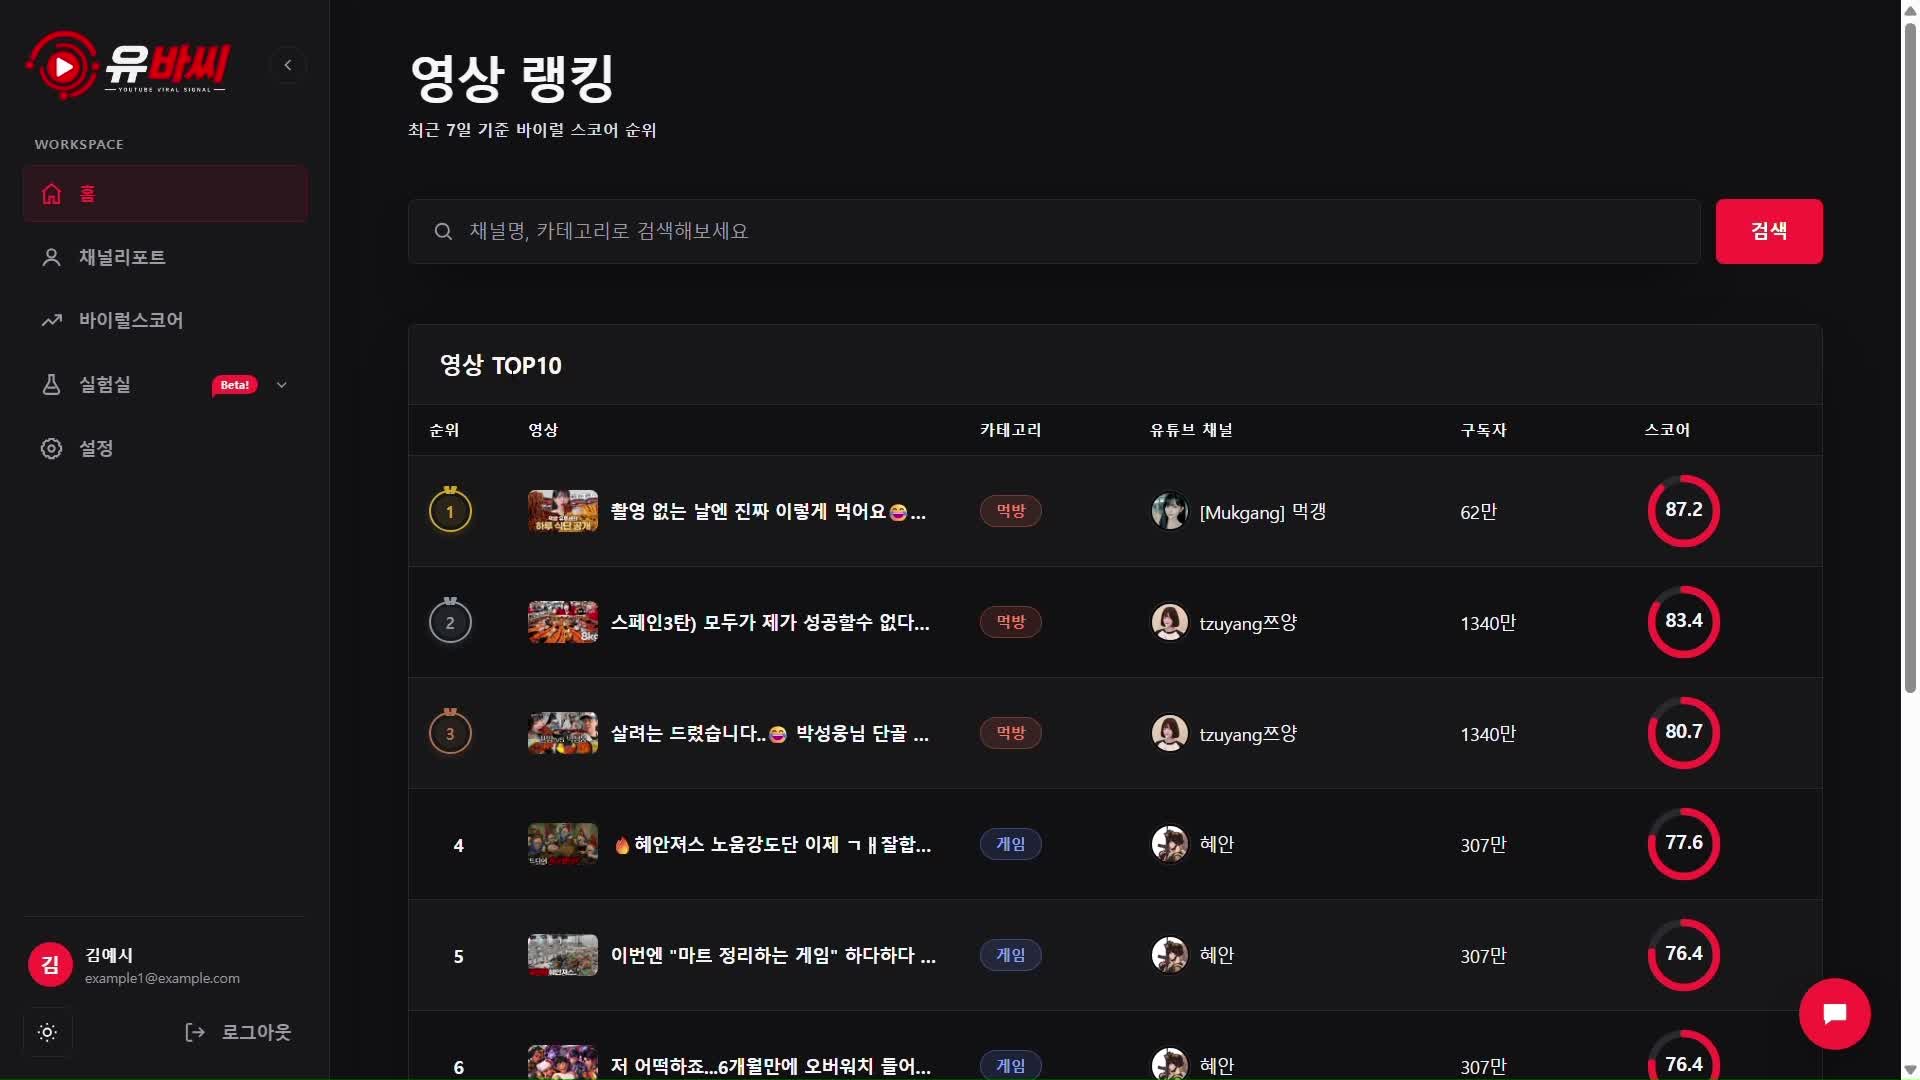 유바씨
YOUTUBE VIRAL SIGNAL
WORKSPACE
홈
채널리포트
바이럴스코어
실험실 Beta!
설정
김
김예시
example1@example.com
로그아웃
영상 랭킹
최근 7일 기준 바이럴 스코어 순위
채널명, 카테고리로 검색해보세요
검색
영상 TOP10
순위 영상 카테고리 유튜브 채널 구독자 스코어
1 촬영 없는 날엔 진짜 이렇게 먹어요😂... 먹방 [Mukgang] 먹갱 62만 87.2
하루 식단 공개
2 스페인3탄) 모두가 제가 성공할수 없다... 먹방 tzuyang쯔양 1340만 83.4
3 살려는 드렸습니다..😂 박성웅님 단골 ... 먹방 tzuyang쯔양 1340만 80.7
4 🔥혜안져스 노움강도단 이제 ㄱㅐ잘합... 게임 혜안 307만 77.6
5 이번엔 "마트 정리하는 게임" 하다하다 ... 게임 혜안 307만 76.4
6 저 어떡하죠...6개월만에 오버워치 들어... 게임 혜안 307만 76.4